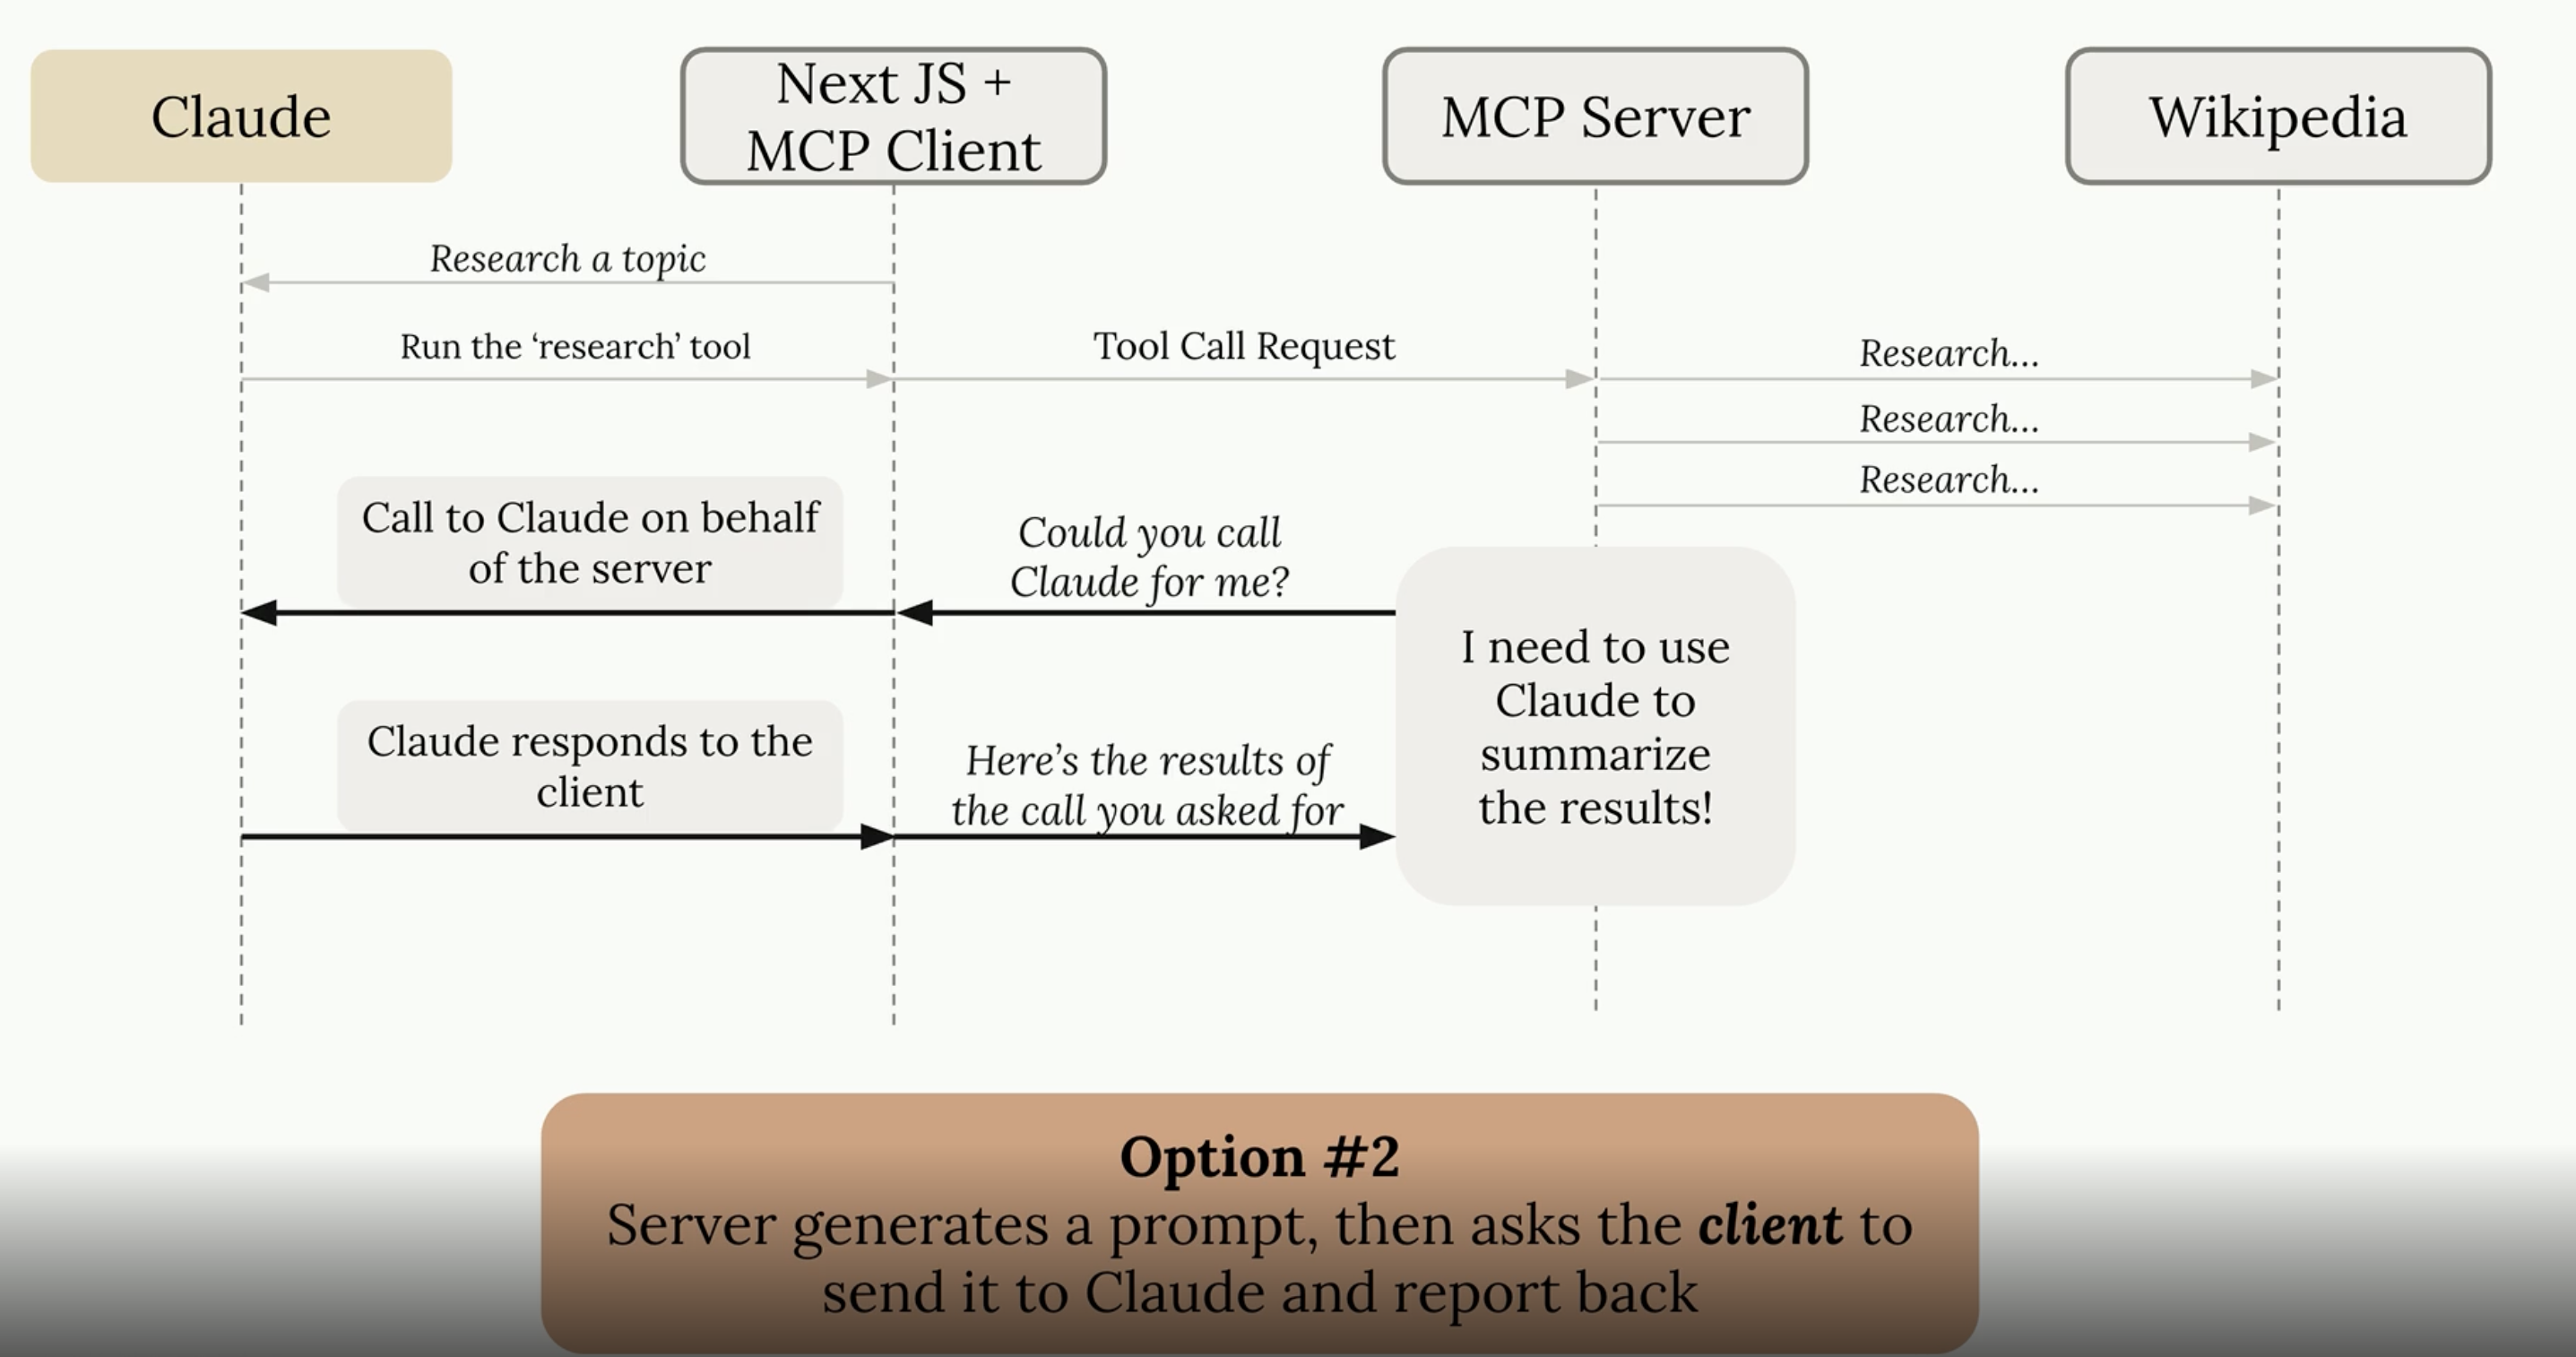 Claude
Next JS +
MCP Client
MCP Server
Wikipedia
Research a topic
Run the ‘research’ tool
Tool Call Request
Research...
Research...
Research...
Call to Claude on behalf
of the server
Could you call
Claude for me?
I need to use
Claude to
summarize
the results!
Claude responds to the
client
Here’s the results of
the call you asked for
Option #2
Server generates a prompt, then asks the client to
send it to Claude and report back